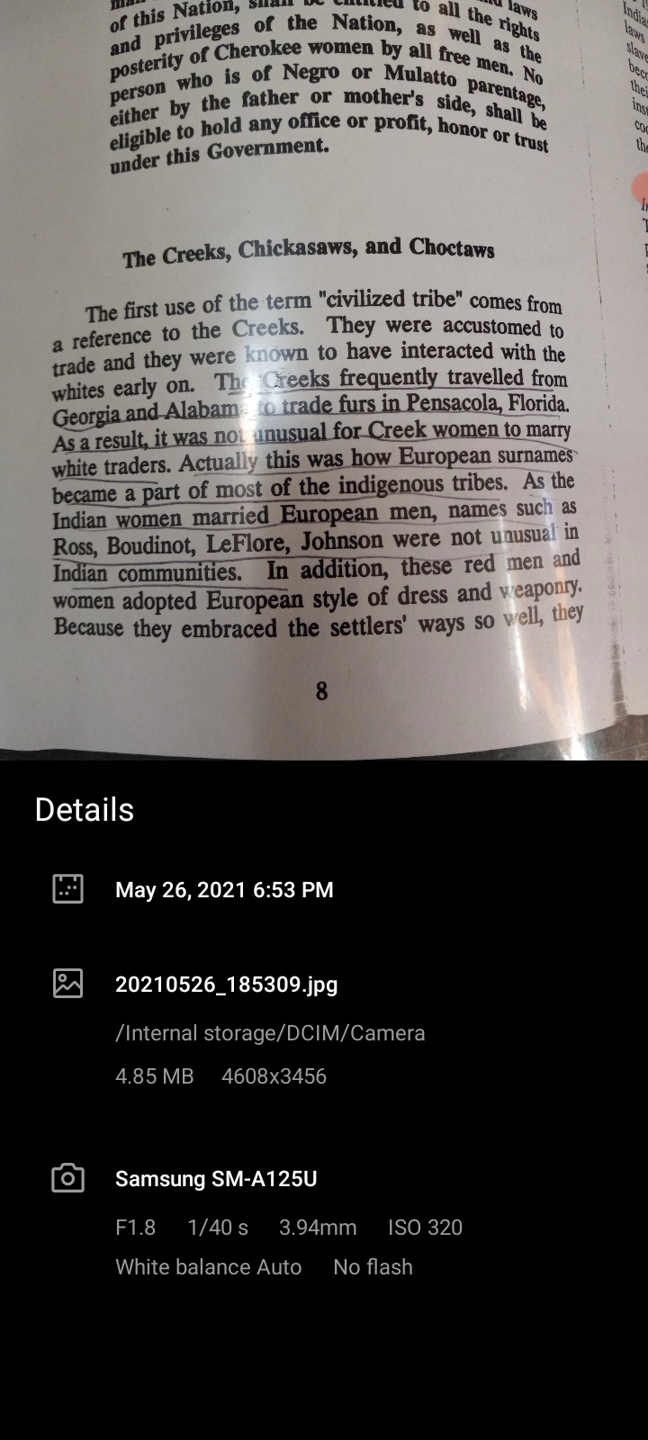 of this Nation, shall be entitled to all the rights
and privileges of the Nation, as well as the
posterity of Cherokee women by all free men. No
person who is of Negro or Mulatto parentage,
either by the father or mother's side, shall be
eligible to hold any office or profit, honor or trust
under this Government.
The Creeks, Chickasaws, and Choctaws
The first use of the term "civilized tribe" comes from
a reference to the Creeks. They were accustomed to
trade and they were known to have interacted with the
whites early on. The Creeks frequently travelled from
Georgia and Alabama to trade furs in Pensacola, Florida.
As a result, it was not unusual for Creek women to marry
white traders. Actually this was how European surnames
became a part of most of the indigenous tribes. As the
Indian women married European men, names such as
Ross, Boudinot, LeFlore, Johnson were not unusual in
Indian communities. In addition, these red men and
women adopted European style of dress and weaponry.
Because they embraced the settlers' ways so well, they
8
Details
May 26, 2021 6:53 PM
20210526_185309.jpg
/Internal storage/DCIM/Camera
4.85 MB 4608x3456
Samsung SM-A125U
F1.8 1/40 s 3.94mm ISO 320
White balance Auto No flash